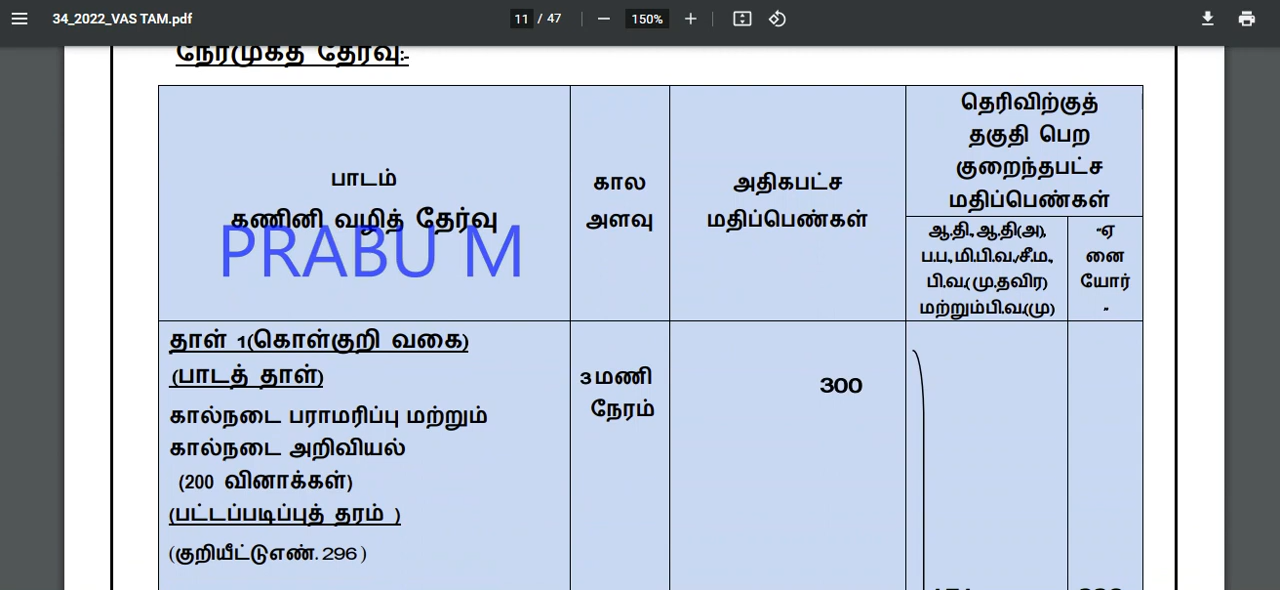 34_2022_VAS TAM.pdf
11 / 47
150%
நேர்முகத் தேர்வு:-
தெரிவிற்குத்
தகுதி பெற
குறைந்தபட்ச
மதிப்பெண்கள்
பாடம்
கணினி வழித் தேர்வு
கால
அளவு
அதிகபட்ச
மதிப்பெண்கள்
PRABU M
ஆ.தி., ஆ.தி(அ),
ப.ப., மி.பி.வ./சீ.ம.,
பி.வ.(மு.தவிர)
மற்றும்பி.வ.(மு)
"ஏ
னை
யோர்
"
தாள் 1(கொள்குறி வகை)
(பாடத் தாள்)
கால்நடை பராமரிப்பு மற்றும்
கால்நடை அறிவியல்
(200 வினாக்கள்)
(பட்டப்படிப்புத் தரம் )
(குறியீட்டுஎண். 296 )
3 மணி
நேரம்
300